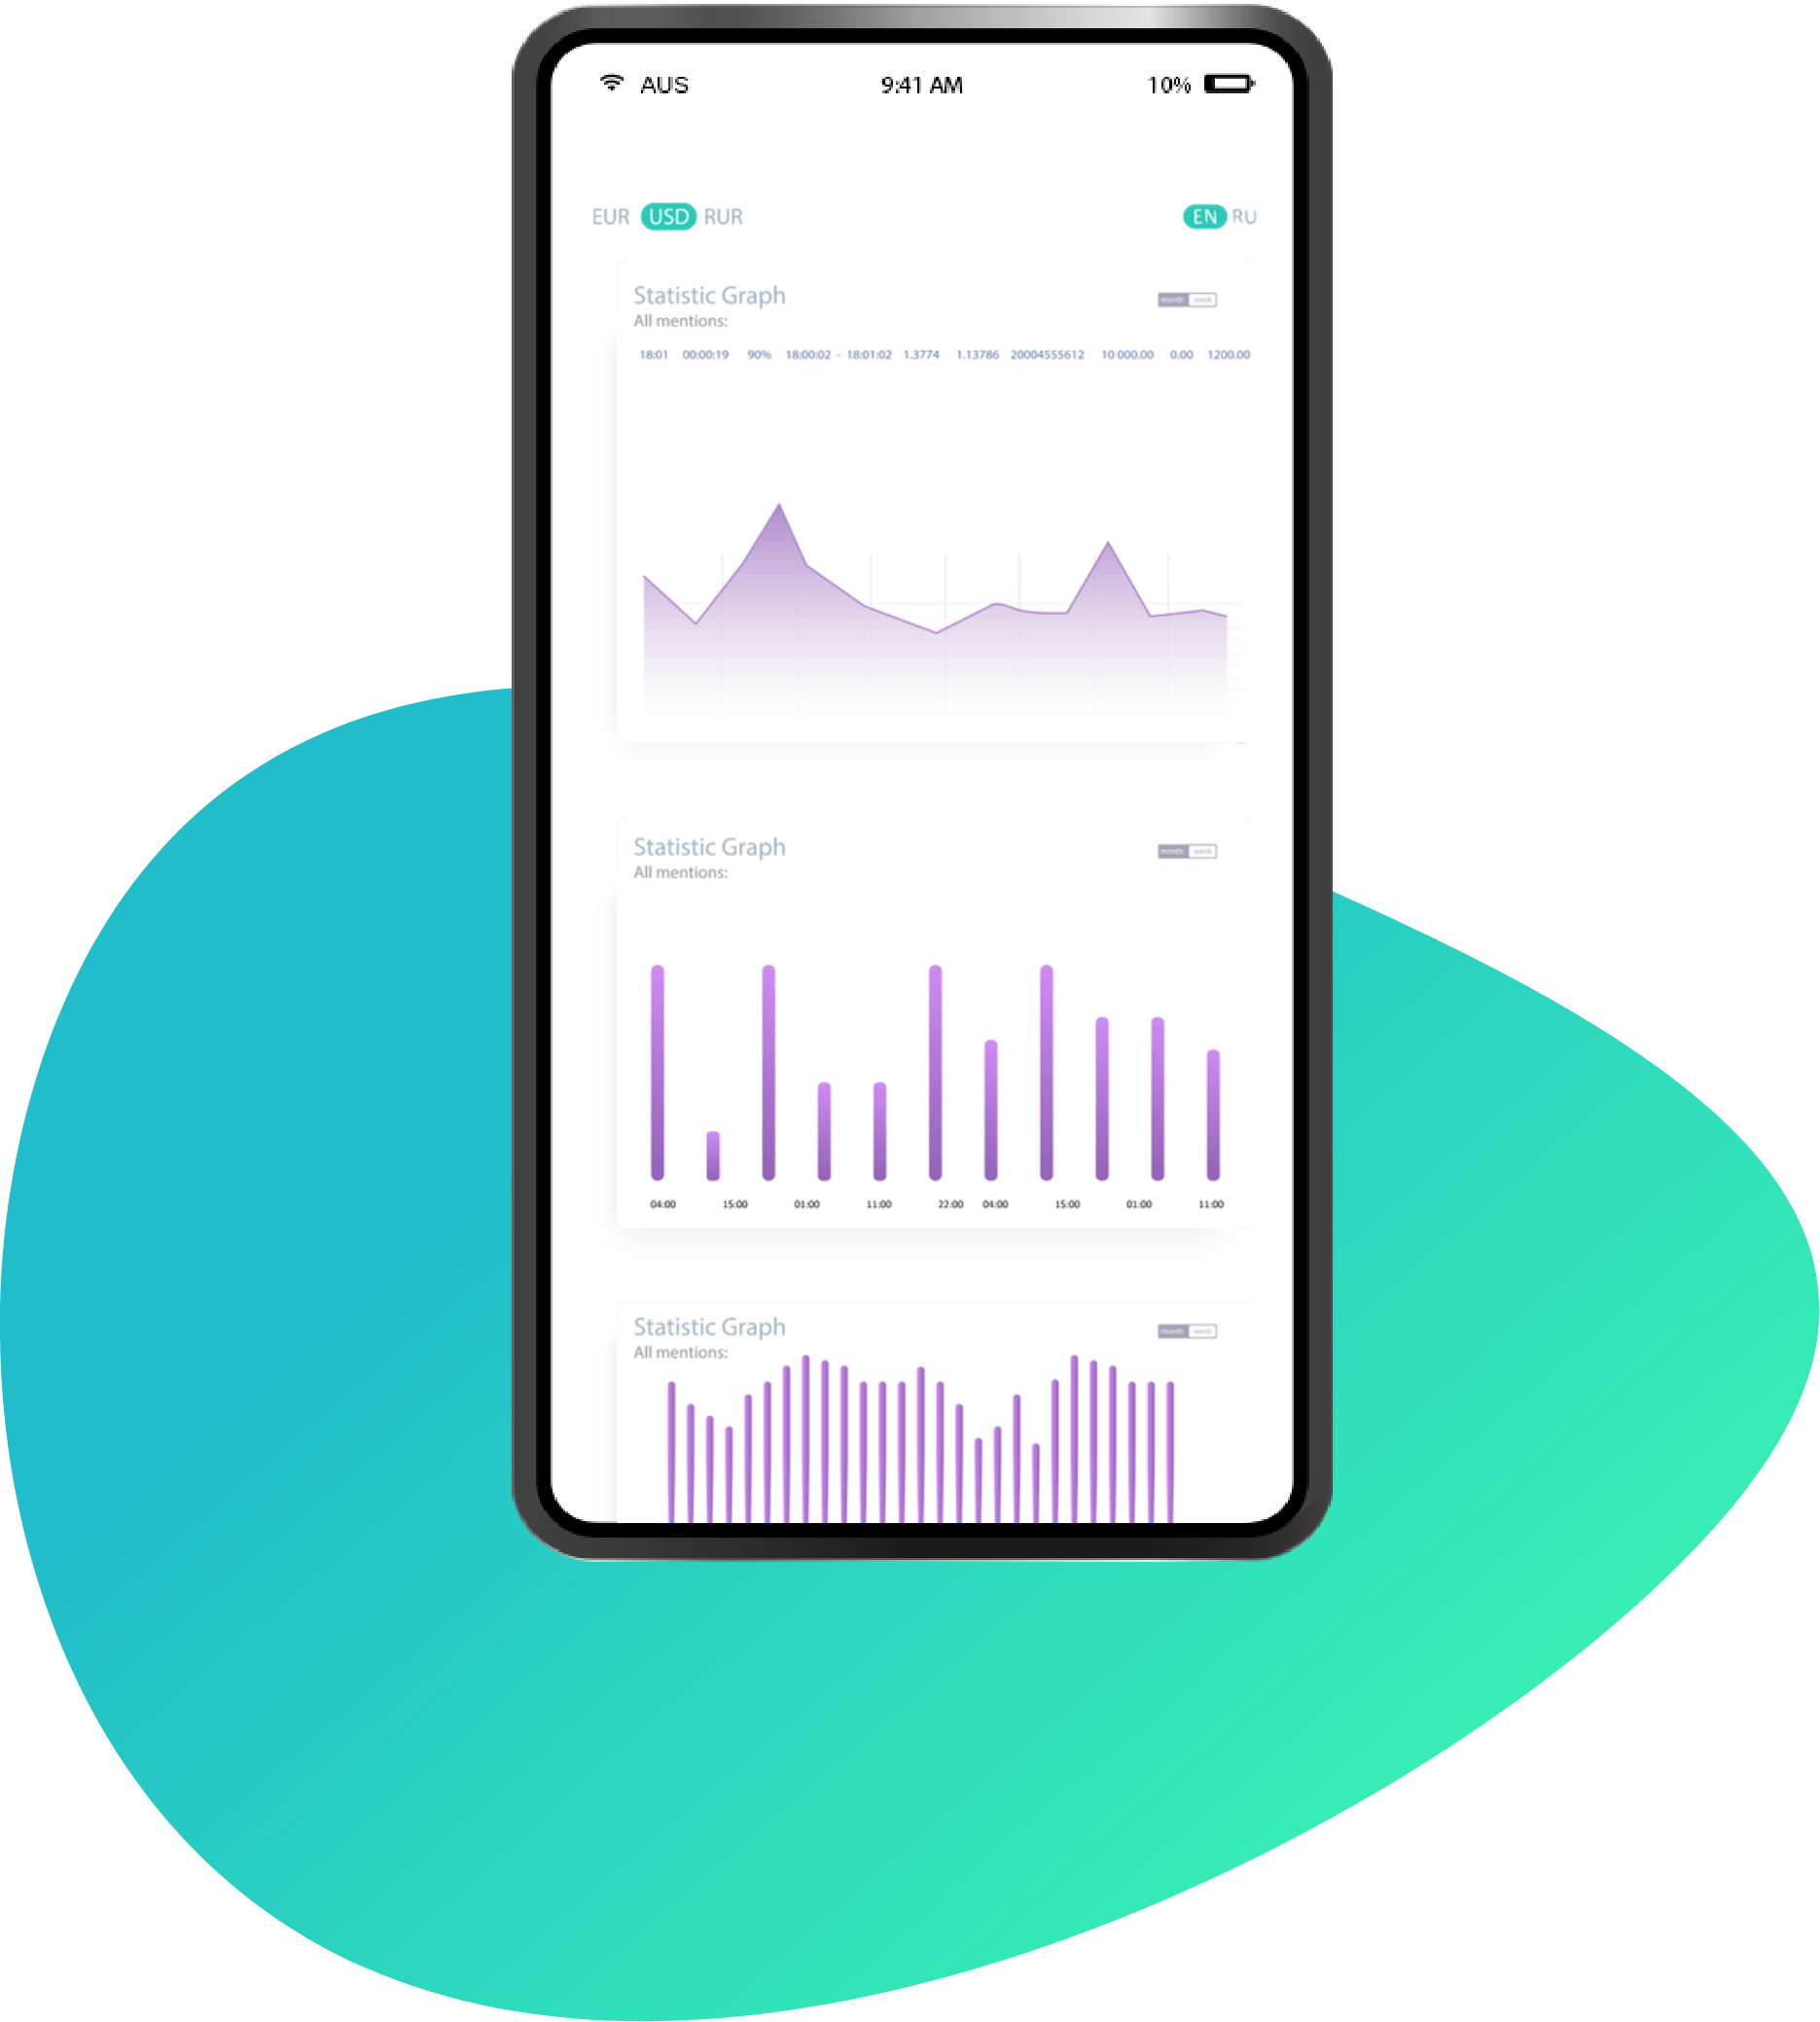 AUS 9:41 AM 10%
EUR USD RUR EN RU
Statistic Graph month week
All mentions:
18:01 00:00:19 90% 18:00:02 - 18:01:02 1.3774 1.13786 20004555612 10 000.00 0.00 1200.00
Statistic Graph month week
All mentions:
04:00 15:00 01:00 11:00 22:00 04:00 15:00 01:00 11:00
Statistic Graph month week
All mentions: